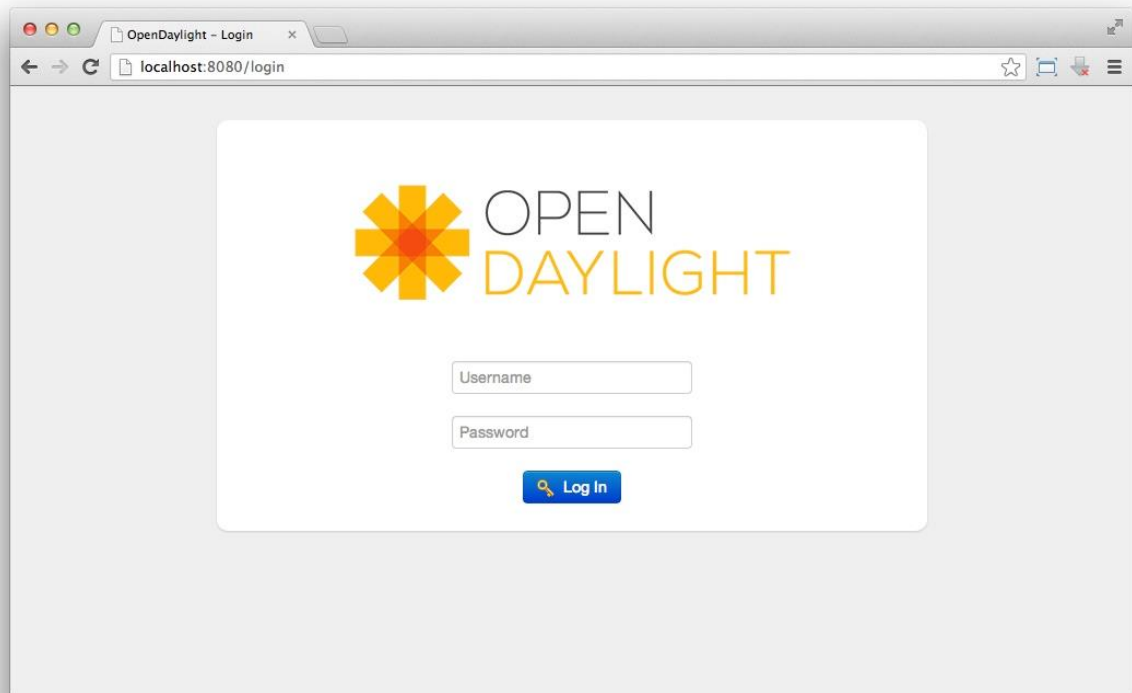 OpenDaylight – Login
localhost:8080/login
OPEN
DAYLIGHT
Username
Password
Log In